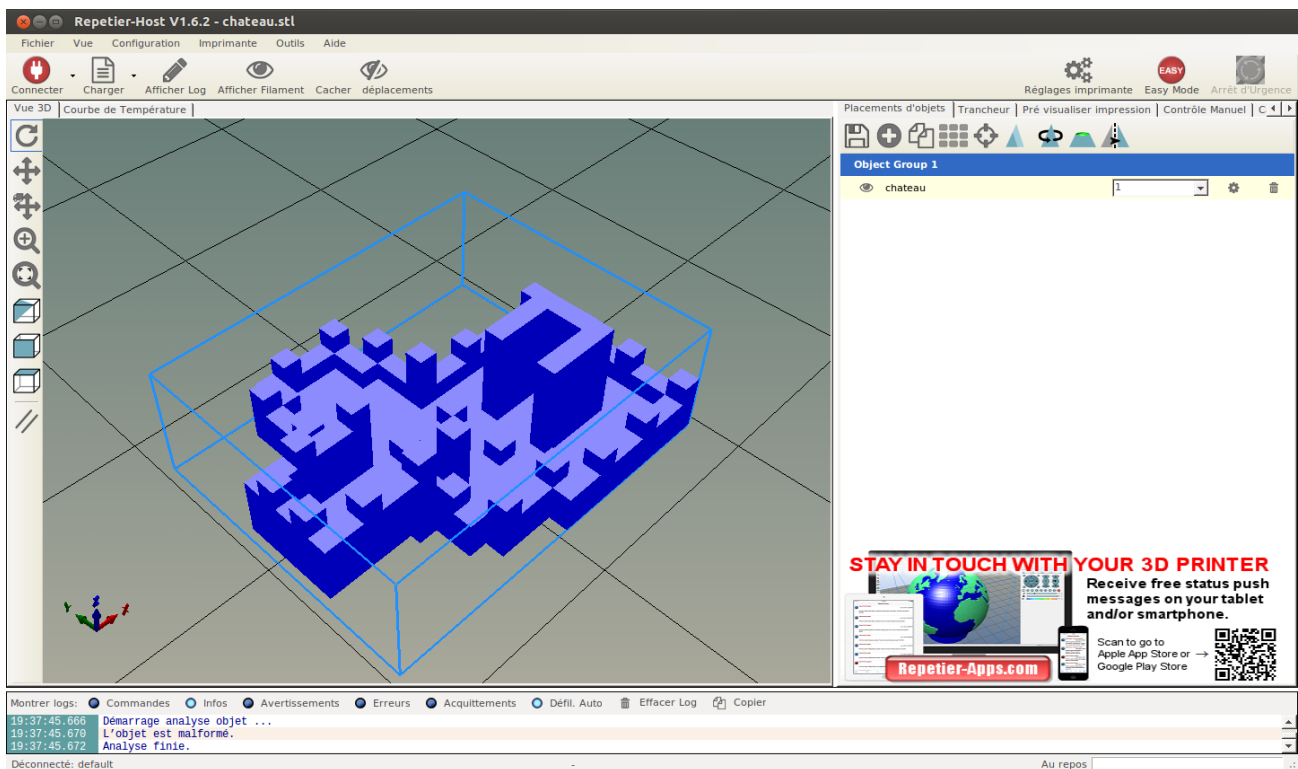 Repetier-Host V1.6.2 - chateau.stl
Fichier Vue Configuration Imprimante Outils Aide
Connecter Charger Afficher Log Afficher Filament Cacher déplacements Réglages imprimante Easy Mode Arrêt d'Urgence
EASY
Vue 3D Courbe de Température
Placements d'objets Trancheur Pré visualiser impression Contrôle Manuel C
Object Group 1
chateau 1
STAY IN TOUCH WITH YOUR 3D PRINTER
Receive free status push
messages on your tablet
and/or smartphone.
Scan to go to
Apple App Store or →
Google Play Store
Repetier-Apps.com
Montrer logs: Commandes Infos Avertissements Erreurs Acquittements Défil. Auto Effacer Log Copier
19:37:45.666 Démarrage analyse objet ...
19:37:45.670 L'objet est malformé.
19:37:45.672 Analyse finie.
Déconnecté: default - Au repos